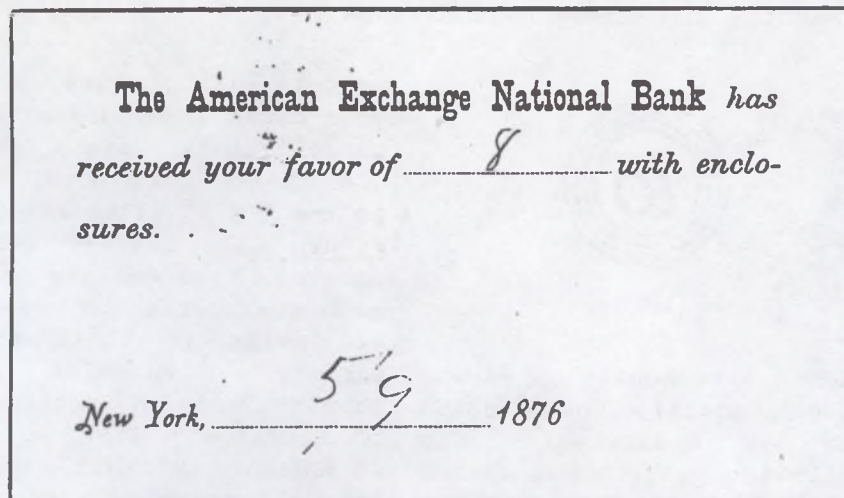 The American Exchange National Bank has
received your favor of 8 with enclo-
sures.
New York, 5/9 1876